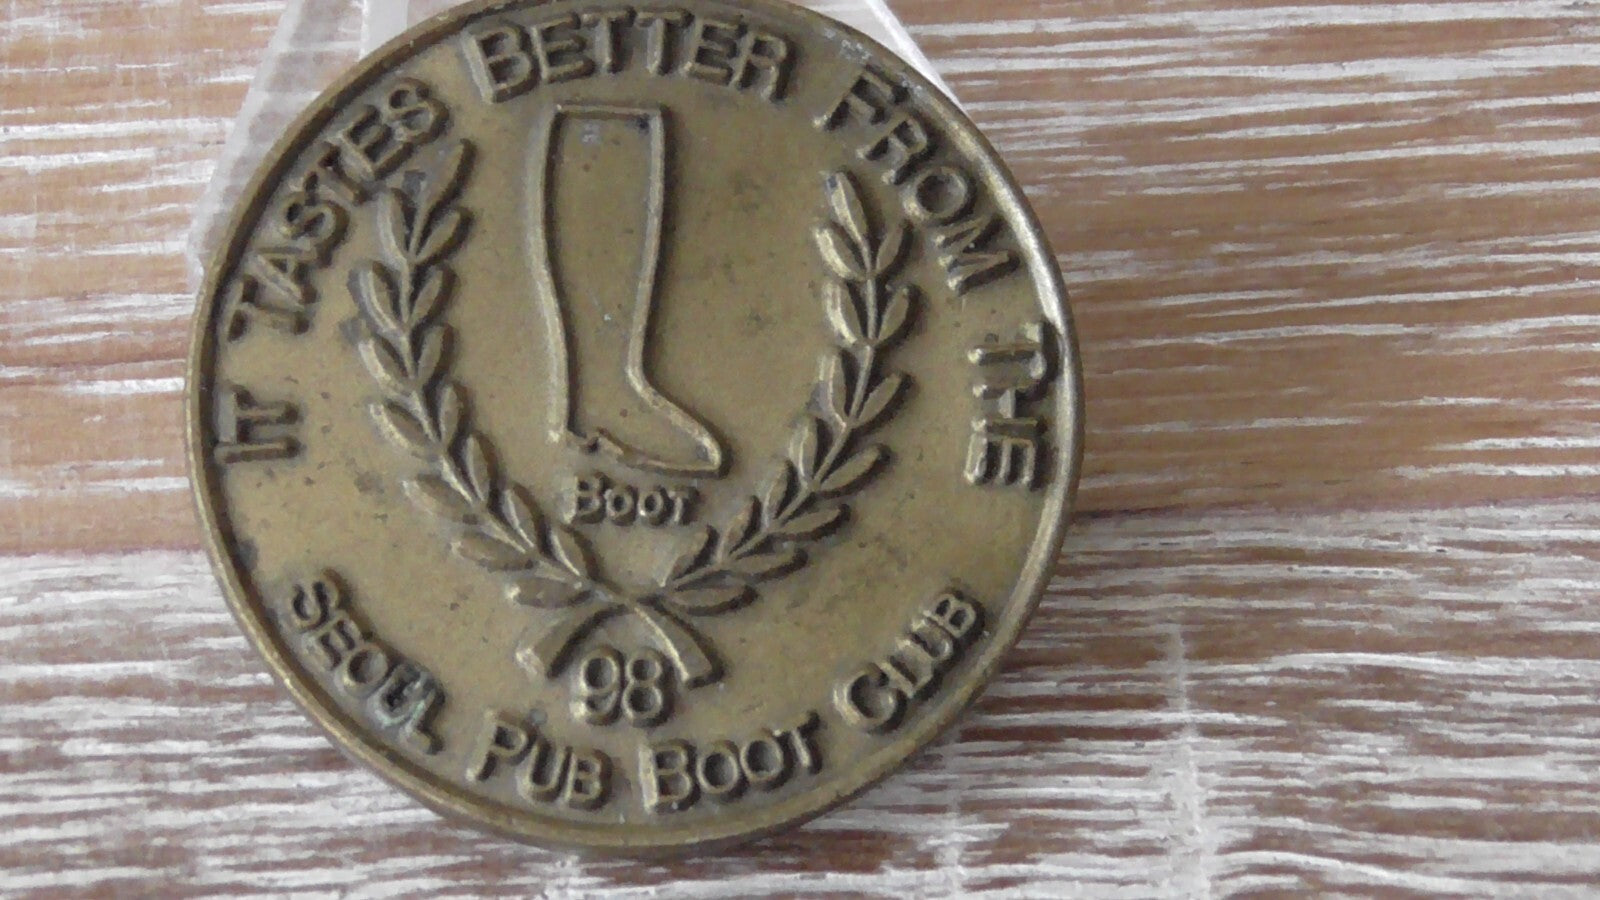 IT TASTES BETTER FROM THE
BOOT
98
SEOUL PUB BOOT CLUB